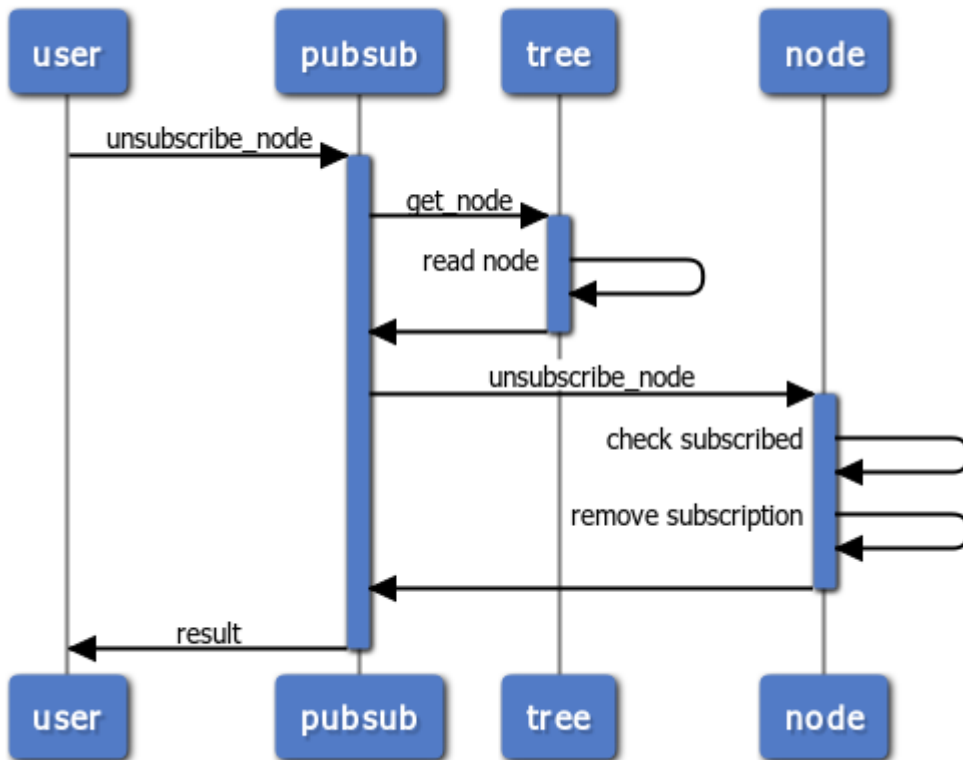 user pubsub tree node
unsubscribe_node
get_node
read node
unsubscribe_node
check subscribed
remove subscription
result
user pubsub tree node